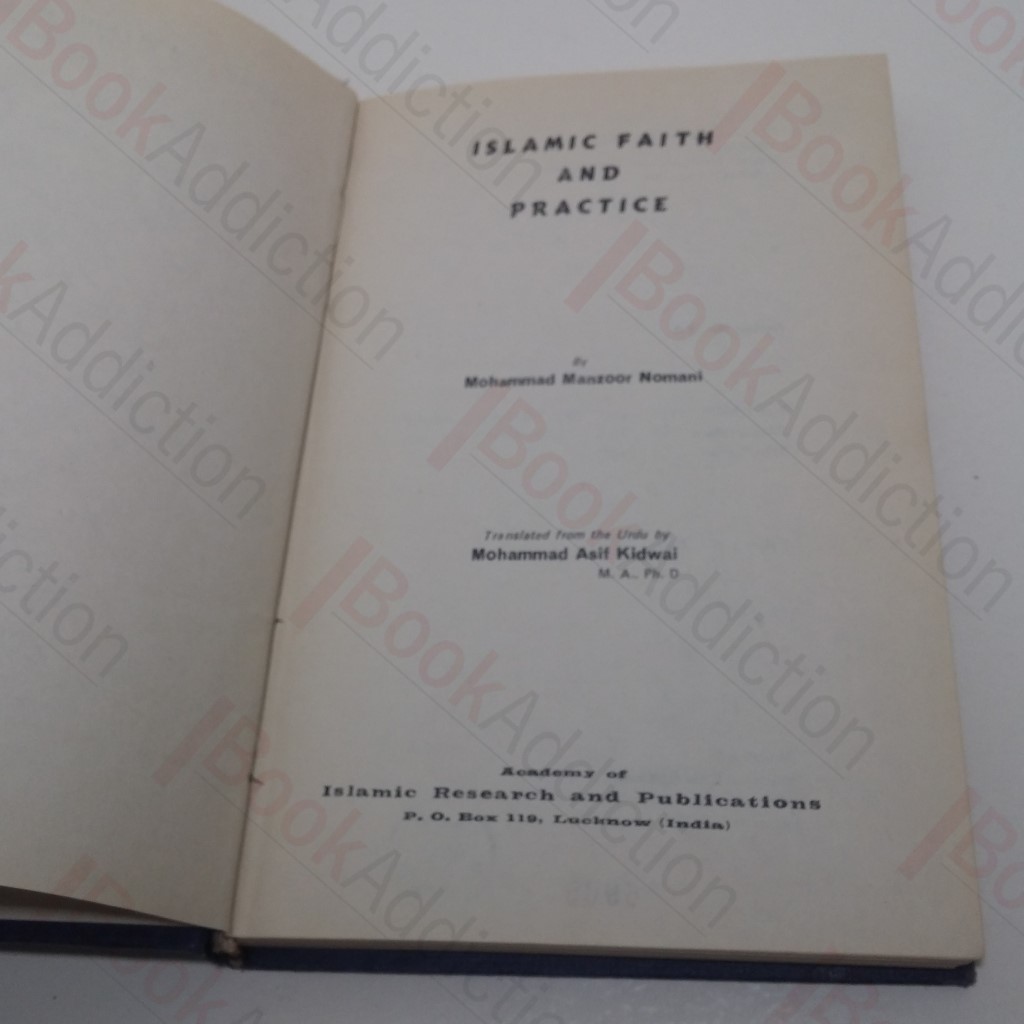 ISLAMIC FAITH
AND
PRACTICE
By
Mohammad Manzoor Nomani
Translated from the Urdu by
Mohammad Asif Kidwai
M. A., Ph. D
Academy of
Islamic Research and Publications
P. O. Box 119, Lucknow (India)
BookAddiction